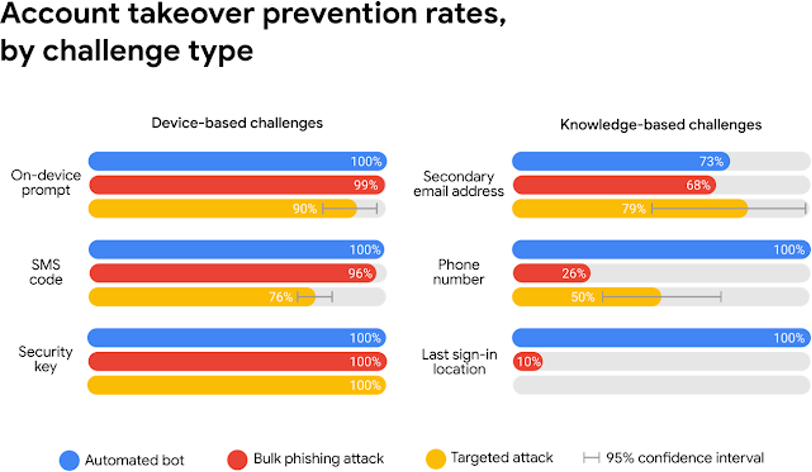 Account takeover prevention rates,
by challenge type
Device-based challenges
On-device
prompt
100%
99%
90%
SMS
code
100%
96%
76%
Security
key
100%
100%
100%
Knowledge-based challenges
Secondary
email address
73%
68%
79%
Phone
number
100%
26%
50%
Last sign-in
location
100%
10%
Automated bot
Bulk phishing attack
Targeted attack
95% confidence interval